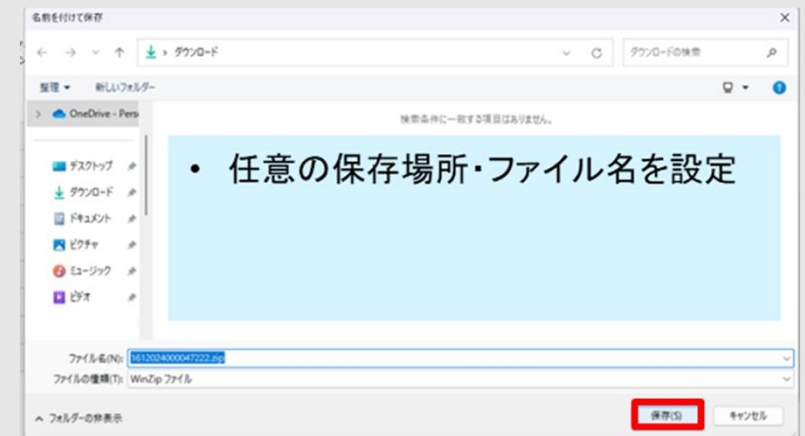 名前を付けて保存
ダウンロード
ダウンロードの検索
整理 新しいフォルダー
OneDrive - Perso
検索条件に一致する項目はありません。
デスクトップ
ダウンロード
ドキュメント
ピクチャ
ミュージック
ビデオ
• 任意の保存場所・ファイル名を設定
ファイル名(N): 1612024000047222.zip
ファイルの種類(T): WinZip ファイル
フォルダーの非表示
保存(S) キャンセル